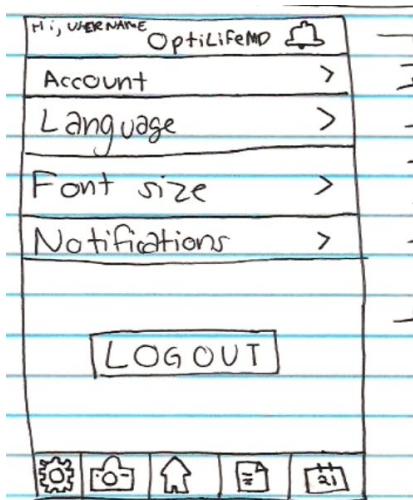 Hi, USERNAME
OptiLifeMD
Account >
Language >
Font size >
Notifications >
LOGOUT
21